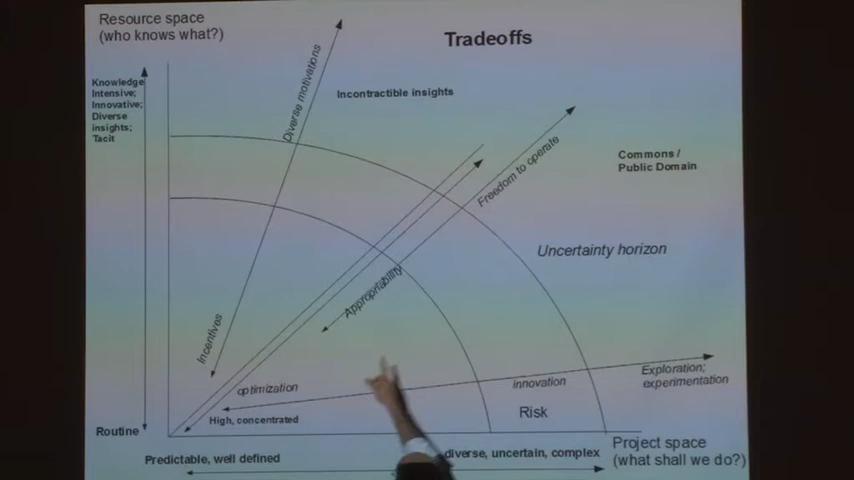 Resource space
(who knows what?)
Tradeoffs
Knowledge
Intensive;
Innovative;
Diverse
insights;
Tacit
Diverse motivations
Incontractible insights
Freedom to operate
Commons /
Public Domain
Uncertainty horizon
Appropriability
Incentives
optimization
innovation
Exploration;
experimentation
High, concentrated
Risk
Routine
Project space
(what shall we do?)
Predictable, well defined
diverse, uncertain, complex